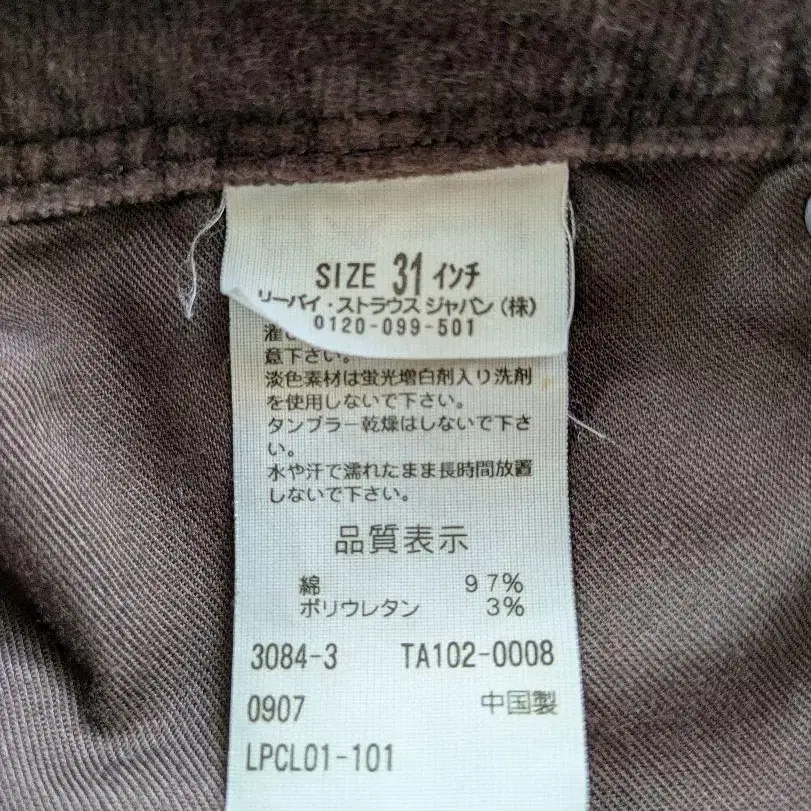 SIZE 31 インチ
リーバイ・ストラウス ジャパン(株)
0120-099-501
意下さい。
淡色素材は蛍光増白剤入り洗剤
を使用しないで下さい。
タンブラー乾燥はしないで下さ
い。
水や汗で濡れたまま長時間放置
しないで下さい。
品質表示
綿 97%
ポリウレタン 3%
3084-3 TA102-0008
0907 中国製
LPCL01-101